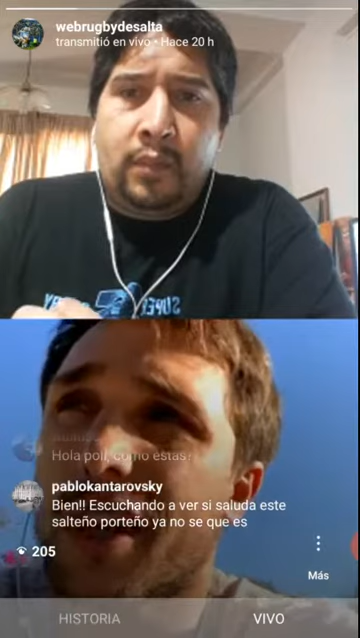 webrugbydesalta
transmitió en vivo • Hace 20 h
Hola poli, como estas?
pablokantarovsky
Bien!! Escuchando a ver si saluda este
salteño porteño ya no se que es
205
Más
HISTORIA
VIVO